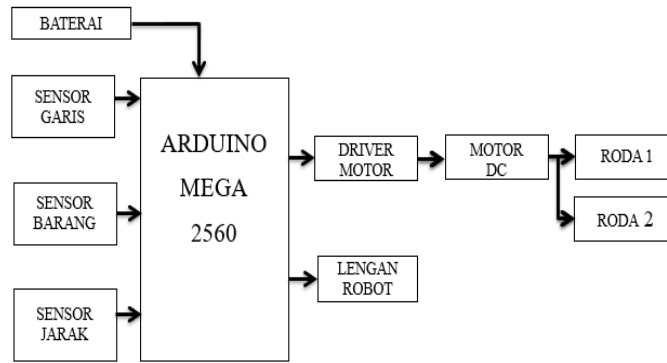 BATERAI
SENSOR
GARIS
SENSOR
BARANG
SENSOR
JARAK
ARDUINO
MEGA
2560
DRIVER
MOTOR
MOTOR
DC
RODA 1
RODA 2
LENGAN
ROBOT